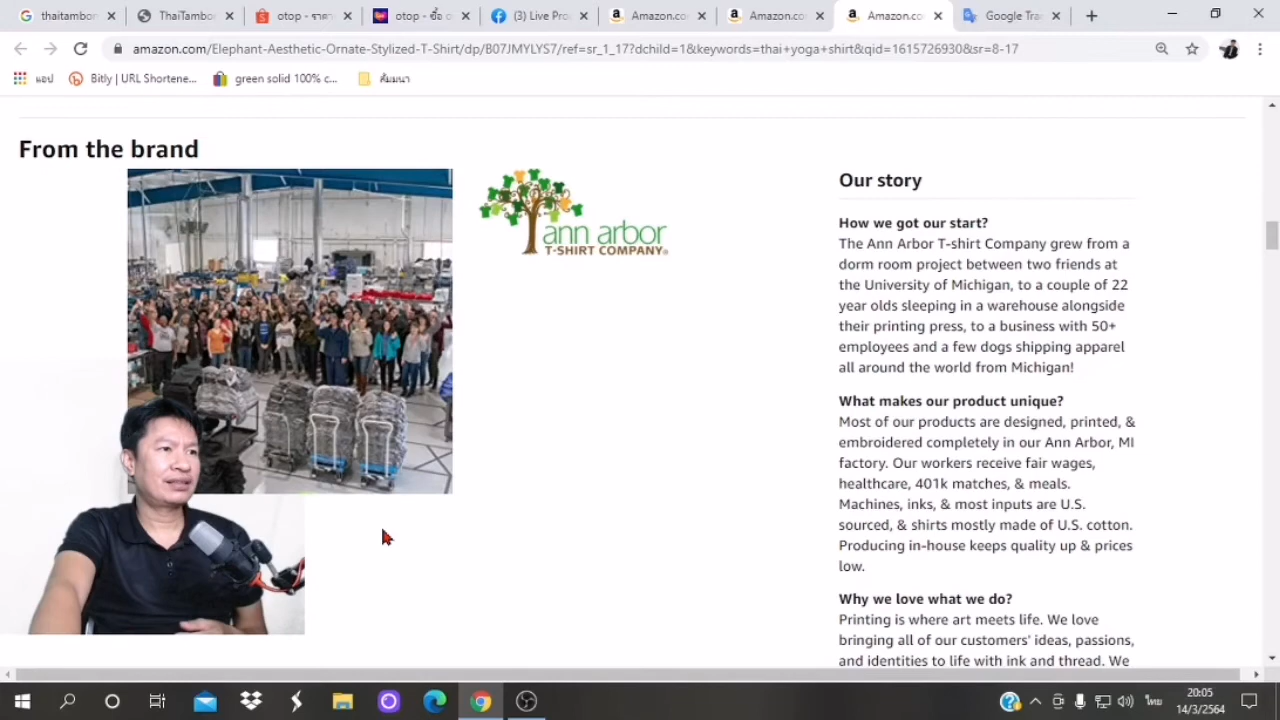 thaitambor
ThaiTambo
otop - ราคา
otop - ซื้อ
(3) Live Pro
Amazon.co
Amazon.co
Amazon.co
Google Tra
amazon.com/Elephant-Aesthetic-Ornate-Stylized-T-Shirt/dp/B07JMYLYS7/ref=sr_1_17?dchild=1&keywords=thai+yoga+shirt&qid=1615726930&sr=8-17
แอป
Bitly | URL Shortene...
green solid 100% c...
สัมมนา
From the brand
ann arbor
T-SHIRT COMPANY®
Our story
How we got our start?
The Ann Arbor T-shirt Company grew from a
dorm room project between two friends at
the University of Michigan, to a couple of 22
year olds sleeping in a warehouse alongside
their printing press, to a business with 50+
employees and a few dogs shipping apparel
all around the world from Michigan!
What makes our product unique?
Most of our products are designed, printed, &
embroidered completely in our Ann Arbor, MI
factory. Our workers receive fair wages,
healthcare, 401k matches, & meals.
Machines, inks, & most inputs are U.S.
sourced, & shirts mostly made of U.S. cotton.
Producing in-house keeps quality up & prices
low.
Why we love what we do?
Printing is where art meets life. We love
bringing all of our customers' ideas, passions,
and identities to life with ink and thread. We
ไทย
20:05
14/3/2564